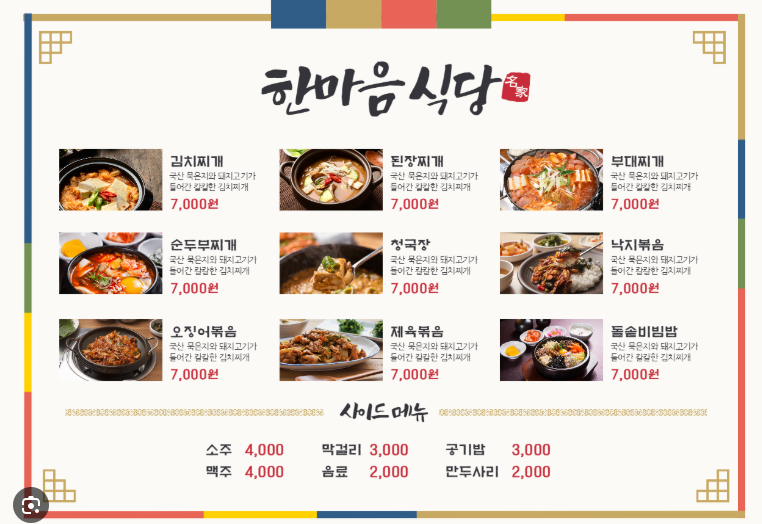 한마음 식당
名家
김치찌개
국산 묵은지와 돼지고기가
들어간 칼칼한 김치찌개
7,000원
된장찌개
국산 묵은지와 돼지고기가
들어간 칼칼한 김치찌개
7,000원
부대찌개
국산 묵은지와 돼지고기가
들어간 칼칼한 김치찌개
7,000원
순두부찌개
국산 묵은지와 돼지고기가
들어간 칼칼한 김치찌개
7,000원
청국장
국산 묵은지와 돼지고기가
들어간 칼칼한 김치찌개
7,000원
낙지볶음
국산 묵은지와 돼지고기가
들어간 칼칼한 김치찌개
7,000원
오징어볶음
국산 묵은지와 돼지고기가
들어간 칼칼한 김치찌개
7,000원
제육볶음
국산 묵은지와 돼지고기가
들어간 칼칼한 김치찌개
7,000원
돌솥비빔밥
국산 묵은지와 돼지고기가
들어간 칼칼한 김치찌개
7,000원
사이드 메뉴
소주 4,000 막걸리 3,000 공기밥 3,000
맥주 4,000 음료 2,000 만두사리 2,000